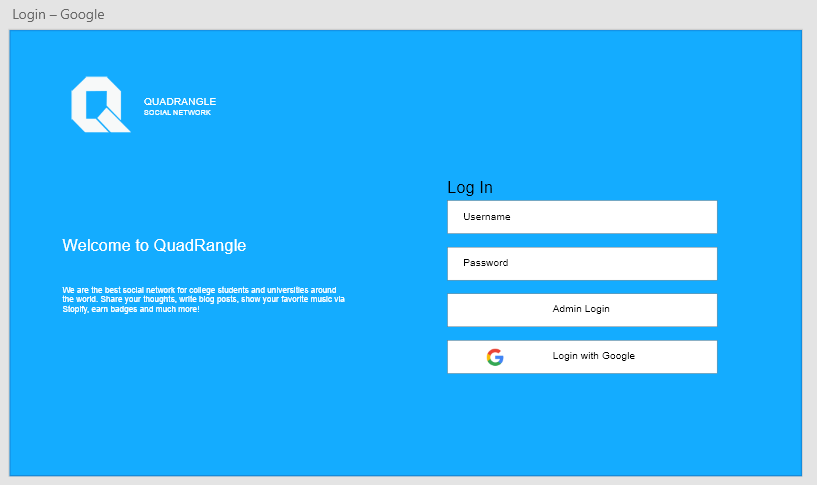 Login – Google
QUADRANGLE
SOCIAL NETWORK
Welcome to QuadRangle
We are the best social network for college students and universities around
the world. Share your thoughts, write blog posts, show your favorite music via
Stopify, earn badges and much more!
Log In
Username
Password
Admin Login
Login with Google